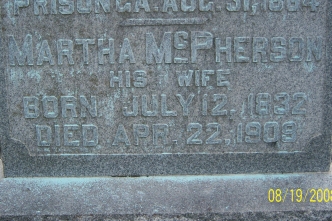 PRISON GA. AUG. 31, 1864
MARTHA McPHERSON
HIS WIFE
BORN JULY 12, 1832
DIED APR. 22, 1909
08/19/2008